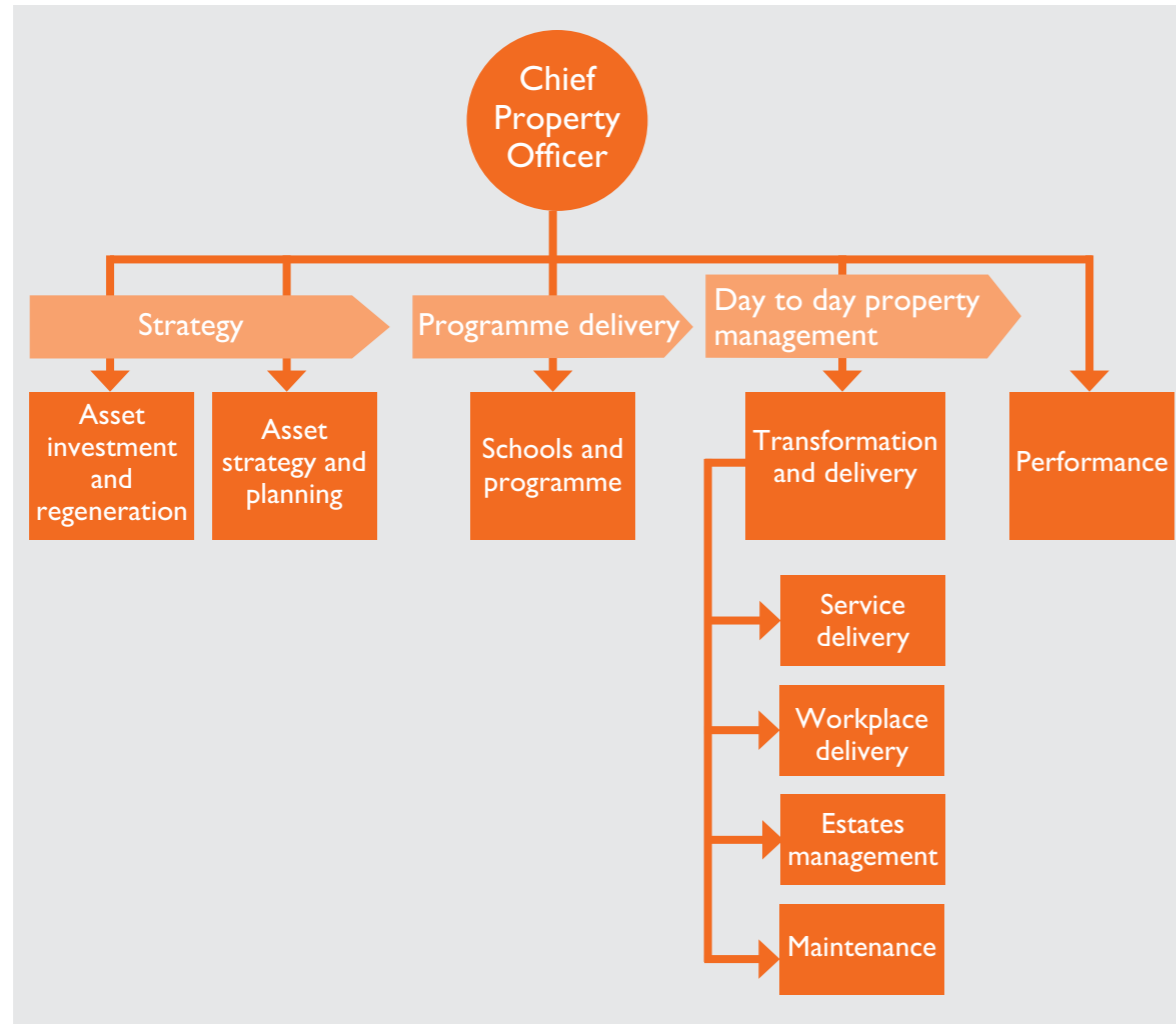 Chief
Property
Officer
Strategy
Programme delivery
Day to day property
management
Asset
investment
and
regeneration
Asset
strategy and
planning
Schools and
programme
Transformation
and delivery
Performance
Service
delivery
Workplace
delivery
Estates
management
Maintenance